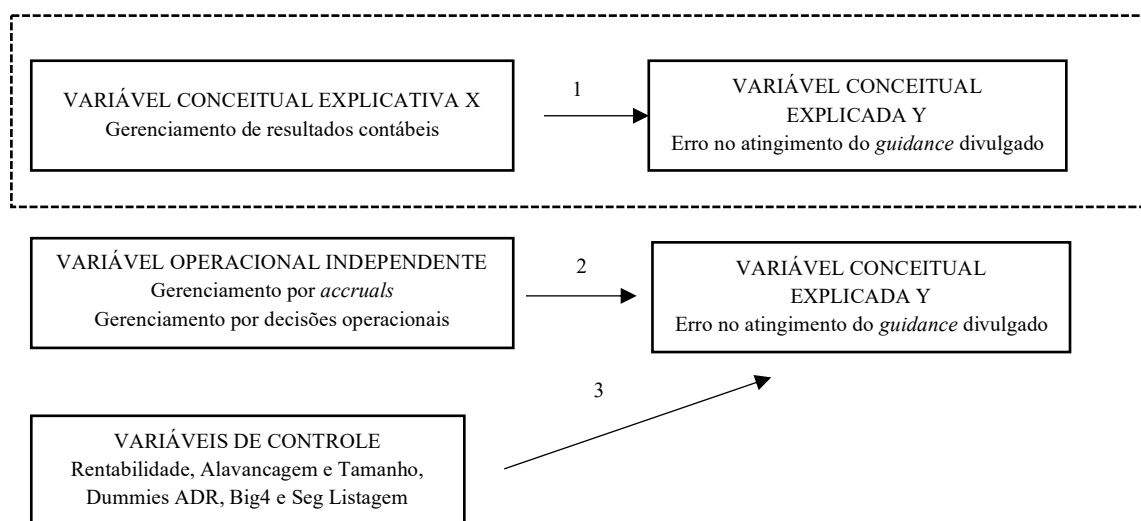 VARIÁVEL CONCEITUAL EXPLICATIVA X
Gerenciamento de resultados contábeis
1
VARIÁVEL CONCEITUAL
EXPLICADA Y
Erro no atingimento do guidance divulgado
VARIÁVEL OPERACIONAL INDEPENDENTE
Gerenciamento por accruals
Gerenciamento por decisões operacionais
2
VARIÁVEL CONCEITUAL
EXPLICADA Y
Erro no atingimento do guidance divulgado
3
VARIÁVEIS DE CONTROLE
Rentabilidade, Alavancagem e Tamanho,
Dummies ADR, Big4 e Seg Listagem